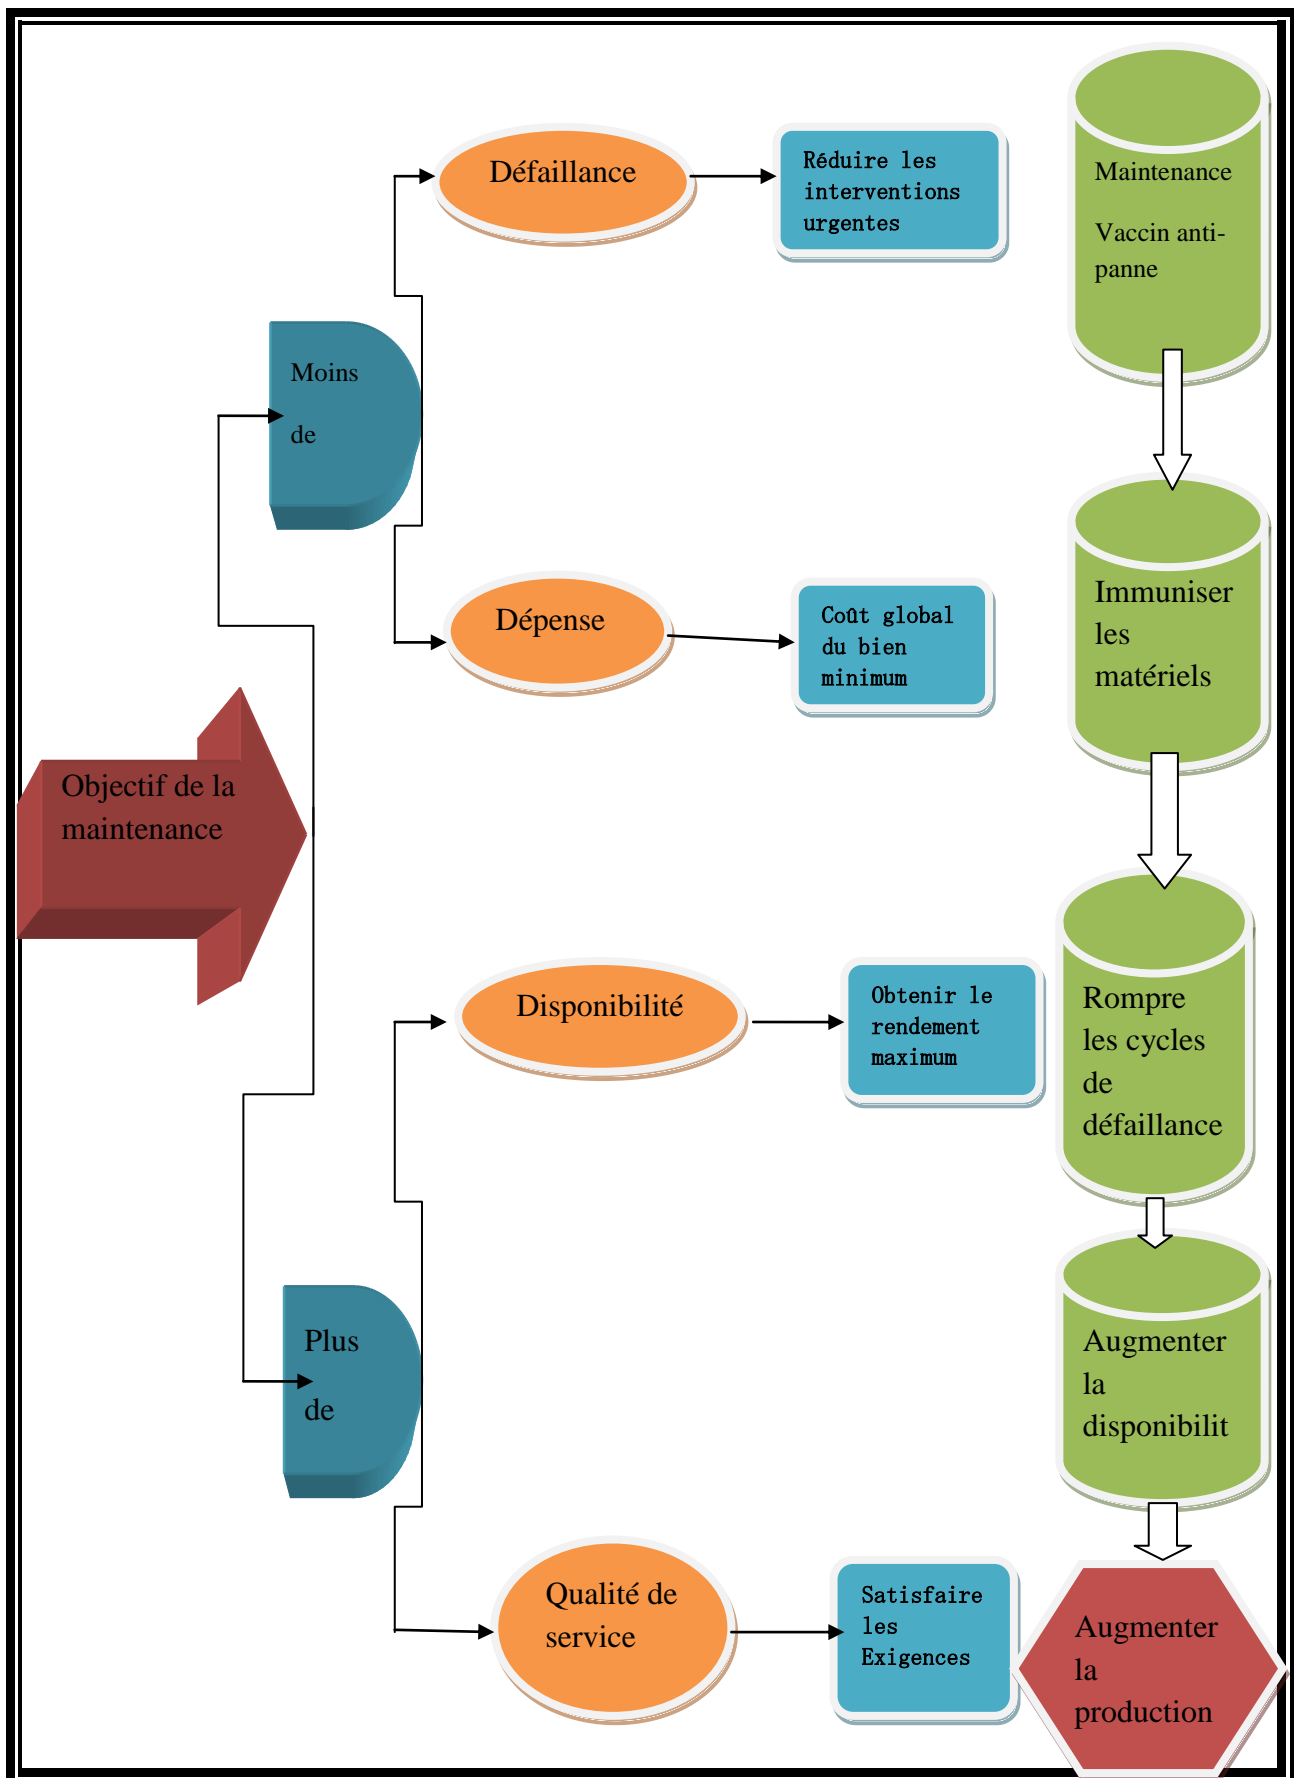 Défaillance
Réduire les
interventions
urgentes
Maintenance
Vaccin anti-
panne
Moins
de
Dépense
Coût global
du bien
minimum
Immuniser
les
matériels
Objectif de la
maintenance
Disponibilité
Obtenir le
rendement
maximum
Rompre
les cycles
de
défaillance
Plus
de
Augmenter
la
disponibilit
Qualité de
service
Satisfaire
les
Exigences
Augmenter
la
production